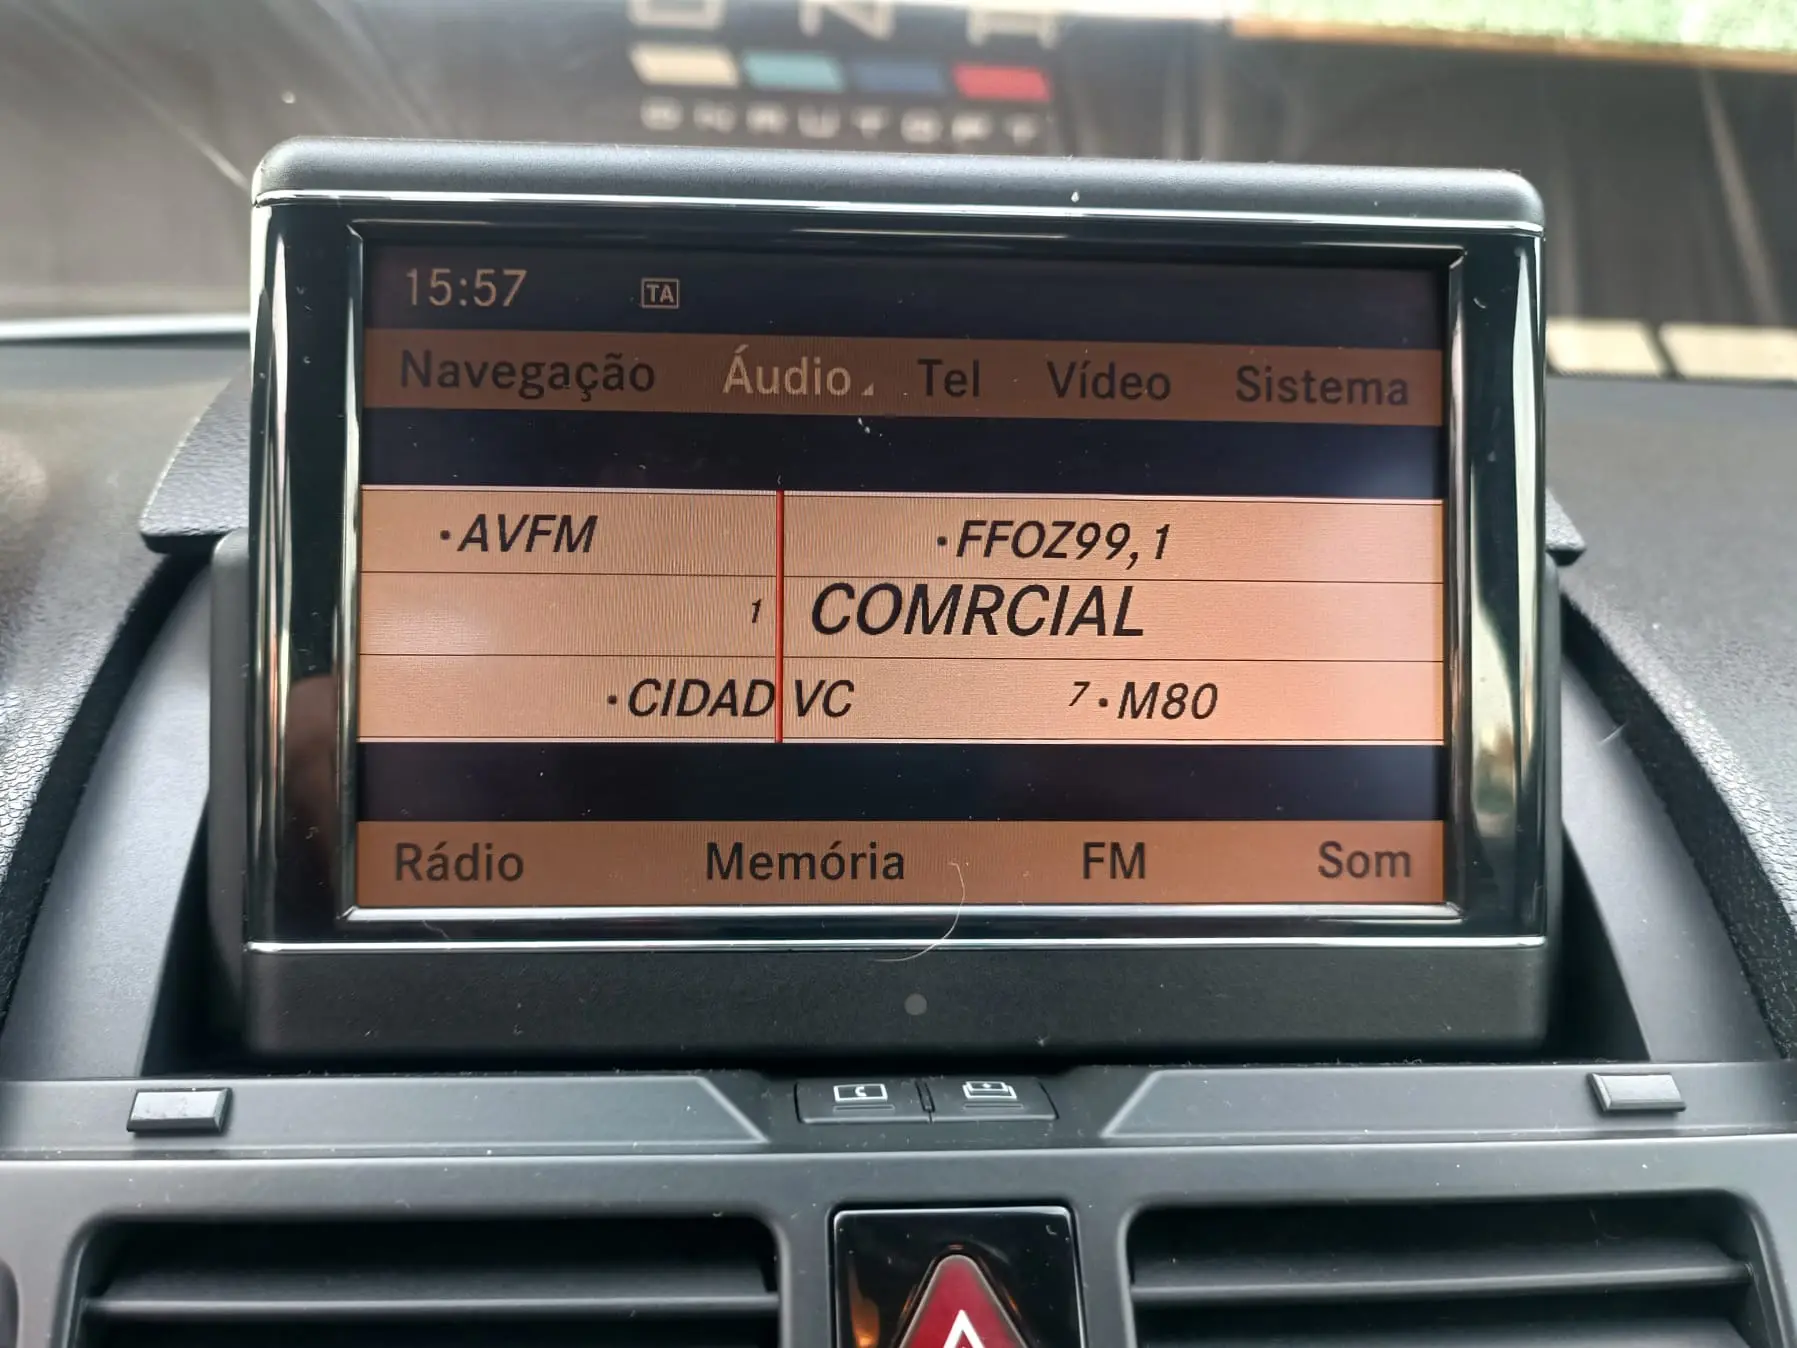 15:57 TA
Navegação Áudio Tel Vídeo Sistema
·AVFM ·FFOZ99,1
1 COMRCIAL
·CIDAD VC 7·M80
Rádio Memória FM Som